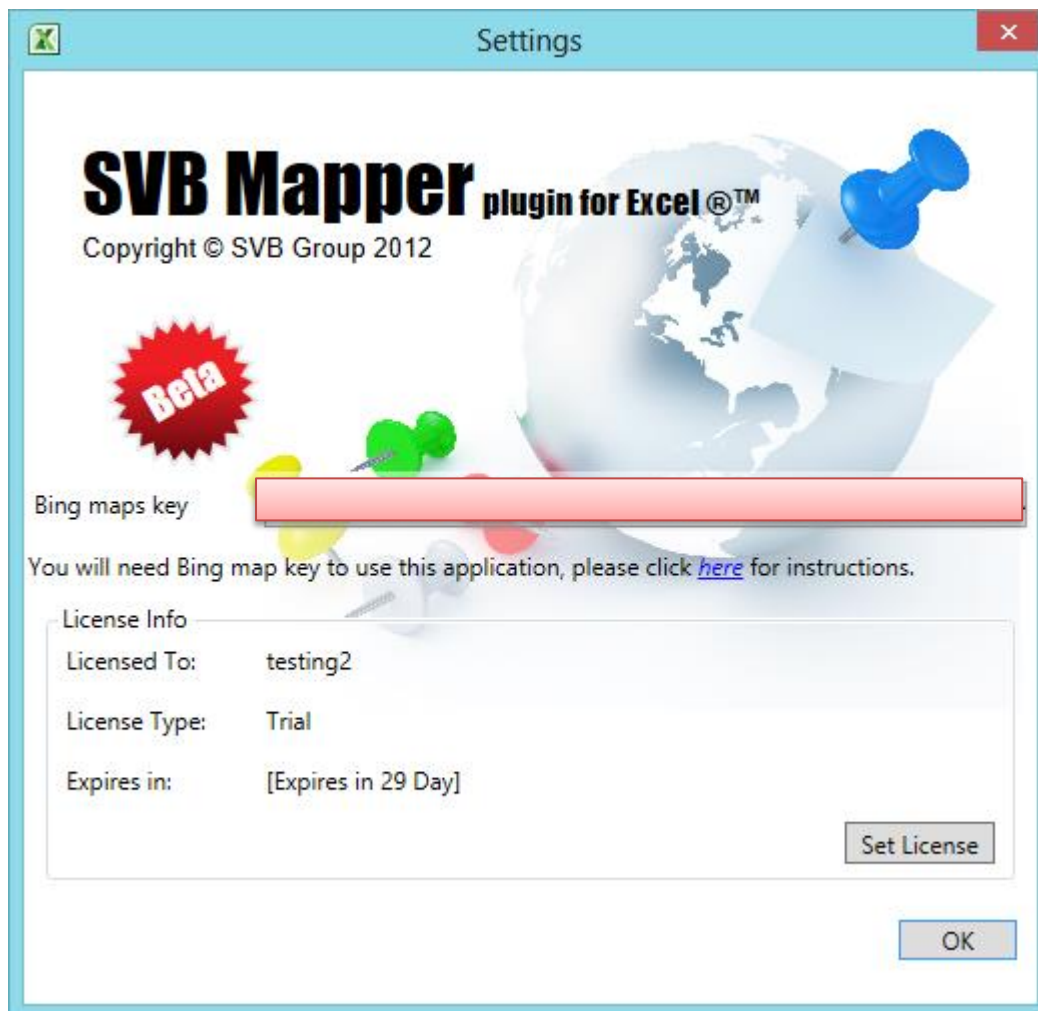 Settings
SVB Mapper plugin for Excel ®™
Copyright © SVB Group 2012
Beta
Bing maps key
You will need Bing map key to use this application, please click here for instructions.
License Info
Licensed To: testing2
License Type: Trial
Expires in: [Expires in 29 Day]
Set License
OK